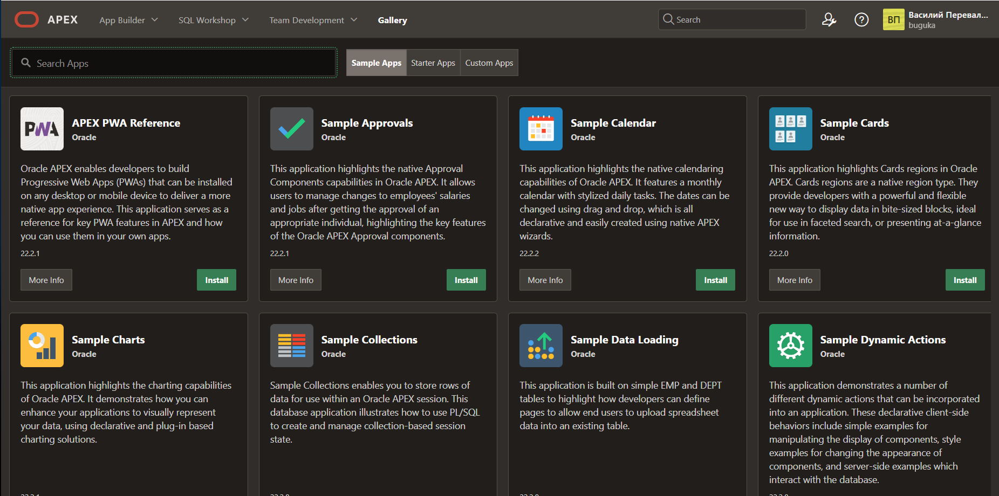 APEX
App Builder
SQL Workshop
Team Development
Gallery
Search
ВП
Василий Перевал...
buguka
Search Apps
Sample Apps
Starter Apps
Custom Apps
PWA
APEX PWA Reference
Oracle
Oracle APEX enables developers to build
Progressive Web Apps (PWAs) that can be installed
on any desktop or mobile device to deliver a more
native app experience. This application serves as a
reference for key PWA features in APEX and how
you can use them in your own apps.
22.2.1
More Info
Install
Sample Approvals
Oracle
This application highlights the native Approval
Components capabilities in Oracle APEX. It allows
users to manage changes to employees' salaries
and jobs after getting the approval of an
appropriate individual, highlighting the key features
of the Oracle APEX Approval components.
22.2.1
More Info
Install
Sample Calendar
Oracle
This application highlights the native calendaring
capabilities of Oracle APEX. It features a monthly
calendar with stylized daily tasks. The dates can be
changed using drag and drop, which is all
declarative and easily created using native APEX
wizards.
22.2.2
More Info
Install
Sample Cards
Oracle
This application highlights Cards regions in Oracle
APEX. Cards regions are a native region type. They
provide developers with a powerful and flexible
new way to display data in bite-sized blocks, ideal
for use in faceted search, or presenting at-a-glance
information.
22.2.0
More Info
Install
Sample Charts
Oracle
This application highlights the charting capabilities
of Oracle APEX. It demonstrates how you can
enhance your applications to visually represent
your data, using declarative and plug-in based
charting solutions.
Sample Collections
Oracle
Sample Collections enables you to store rows of
data for use within an Oracle APEX session. This
database application illustrates how to use PL/SQL
to create and manage collection-based session
state.
Sample Data Loading
Oracle
This application is built on simple EMP and DEPT
tables to highlight how developers can define
pages to allow end users to upload spreadsheet
data into an existing table.
Sample Dynamic Actions
Oracle
This application demonstrates a number of
different dynamic actions that can be incorporated
into an application. These declarative client-side
behaviors include simple examples for
manipulating the display of components, style
examples for changing the appearance of
components, and server-side examples which
interact with the database.